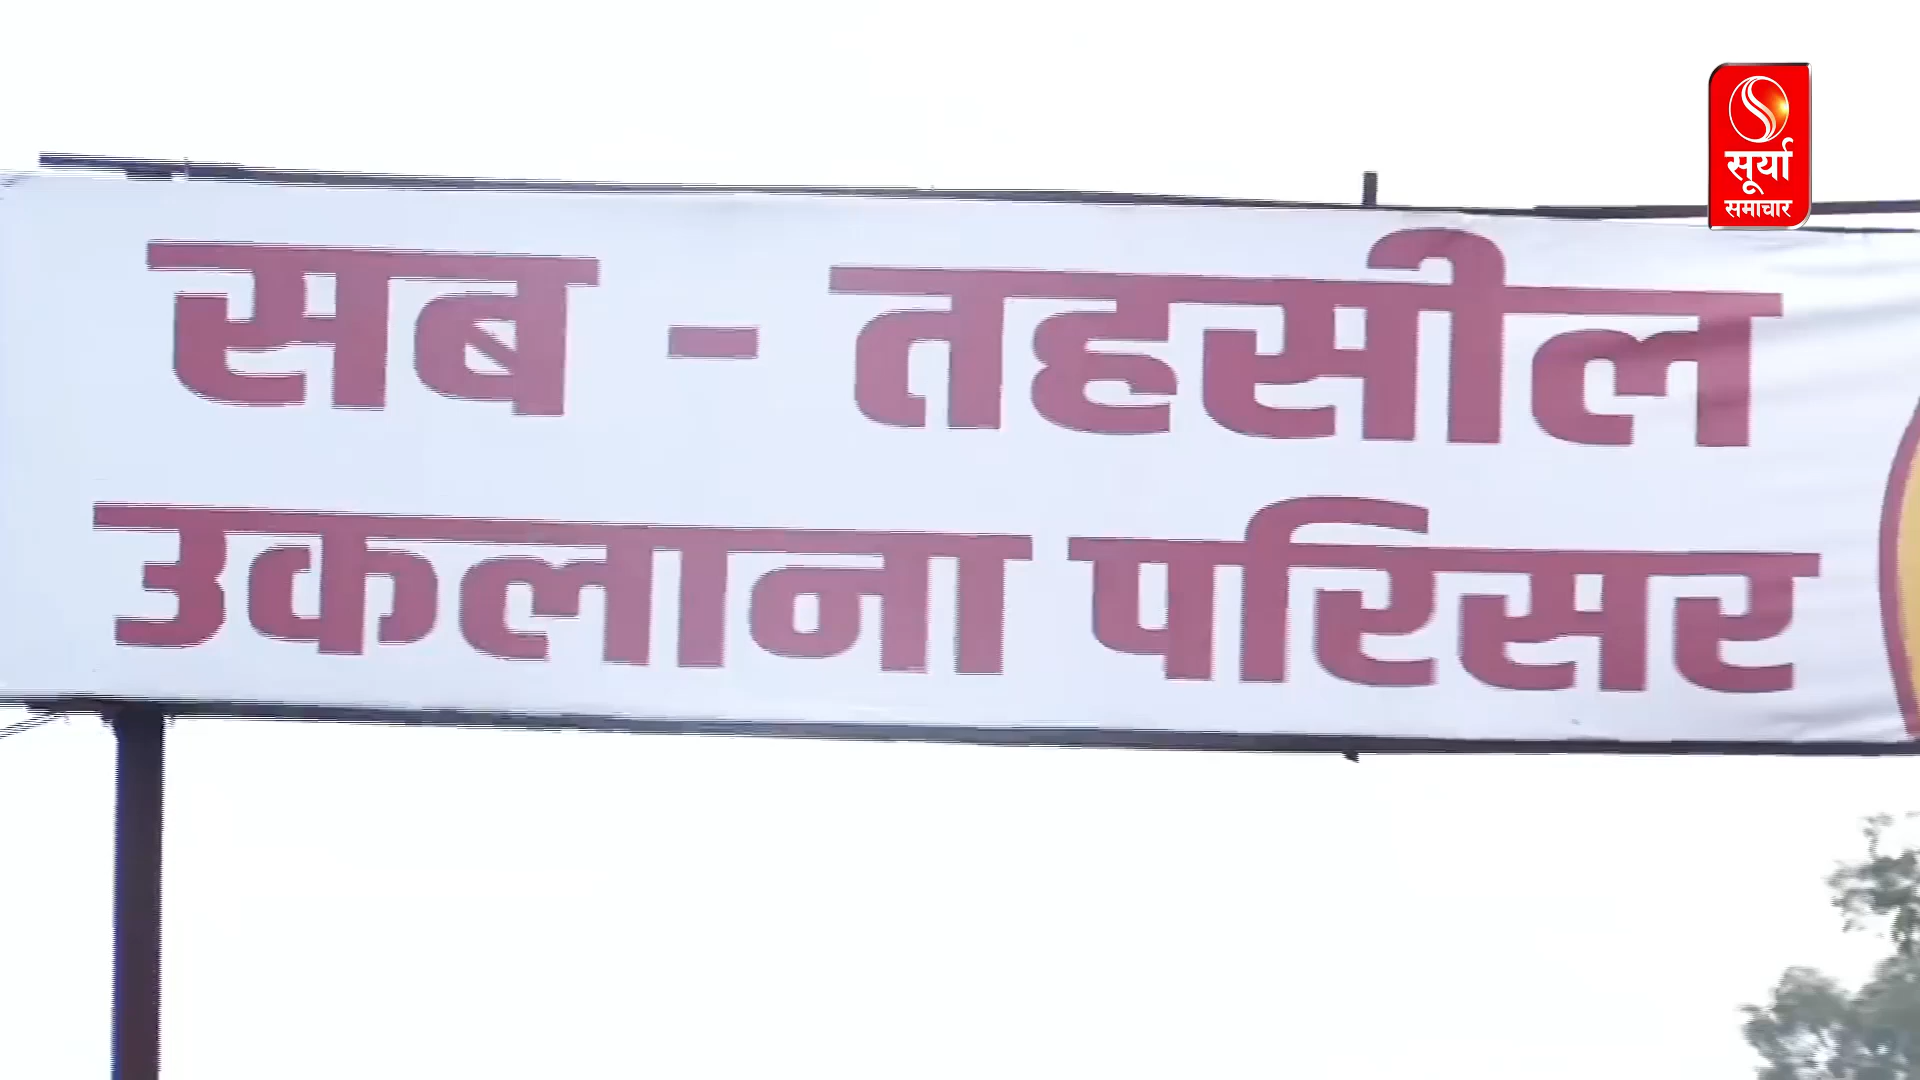 सूर्या
समाचार
सब - तहसील
उकलाना परिसर